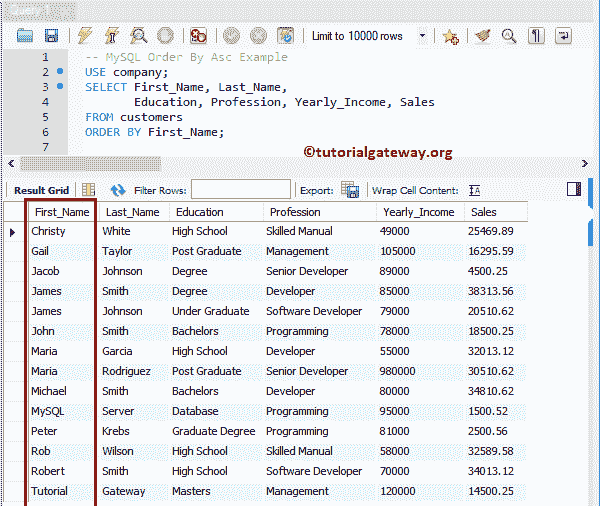 Limit to 10000 rows
1 -- MySQL Order By Asc Example
2 USE company;
3 SELECT First_Name, Last_Name,
4 Education, Profession, Yearly_Income, Sales
5 FROM customers
6 ORDER BY First_Name;
7
©tutorialgateway.org
Result Grid Filter Rows: Export: Wrap Cell Content:
First_Name Last_Name Education Profession Yearly_Income Sales
Christy White High School Skilled Manual 49000 25469.89
Gail Taylor Post Graduate Management 105000 16295.59
Jacob Johnson Degree Senior Developer 89000 4500.25
James Smith Degree Developer 85000 38313.56
James Johnson Under Graduate Software Developer 79000 20510.62
John Smith Bachelors Programming 78000 18500.25
Maria Garcia High School Developer 55000 32013.12
Maria Rodriguez Post Graduate Senior Developer 980000 30510.62
Michael Smith Bachelors Developer 80000 34810.62
MySQL Server Database Programming 95000 1500.52
Peter Krebs Graduate Degree Programming 81000 2500.56
Rob Wilson High School Skilled Manual 58000 32589.58
Robert Smith High School Software Developer 70000 34013.12
Tutorial Gateway Masters Management 120000 14500.25